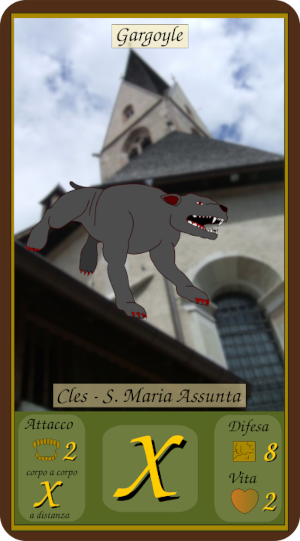 Gargoyle
Cles - S. Maria Assunta
Attacco
2
corpo a corpo
X
a distanza
X
Difesa
8
Vita
2